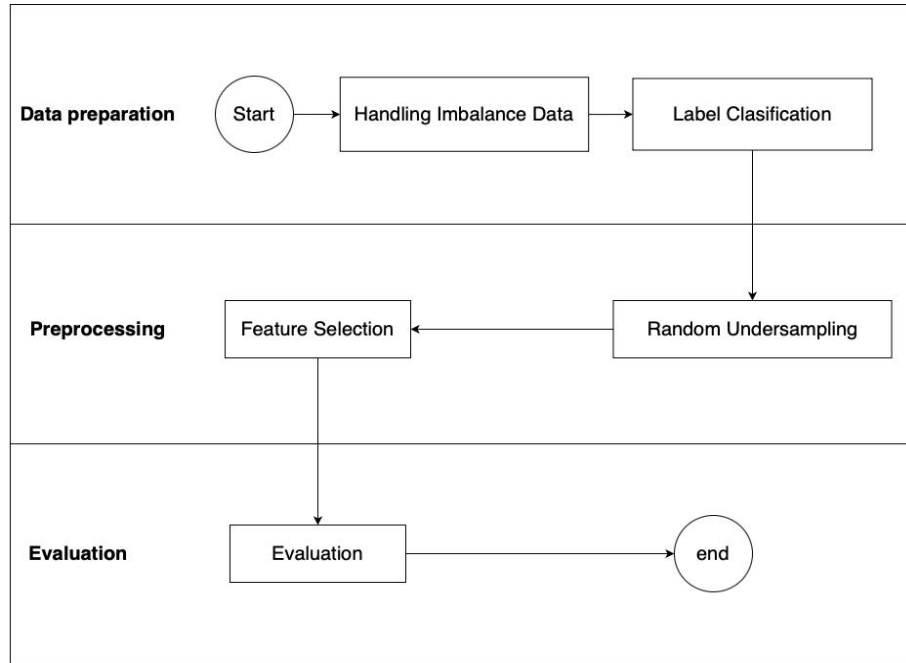 Data preparation
Start
Handling Imbalance Data
Label Clasification
Preprocessing
Feature Selection
Random Undersampling
Evaluation
Evaluation
end